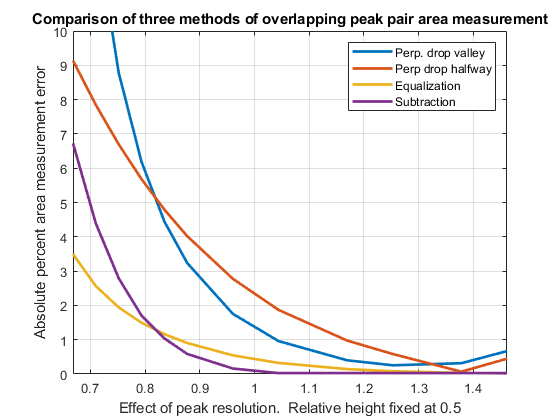 Comparison of three methods of overlapping peak pair area measurement
10
9
8
7
6
5
4
3
2
1
0
Absolute percent area measurement error
Perp. drop valley
Perp drop halfway
Equalization
Subtraction
0.7 0.8 0.9 1 1.1 1.2 1.3 1.4
Effect of peak resolution. Relative height fixed at 0.5